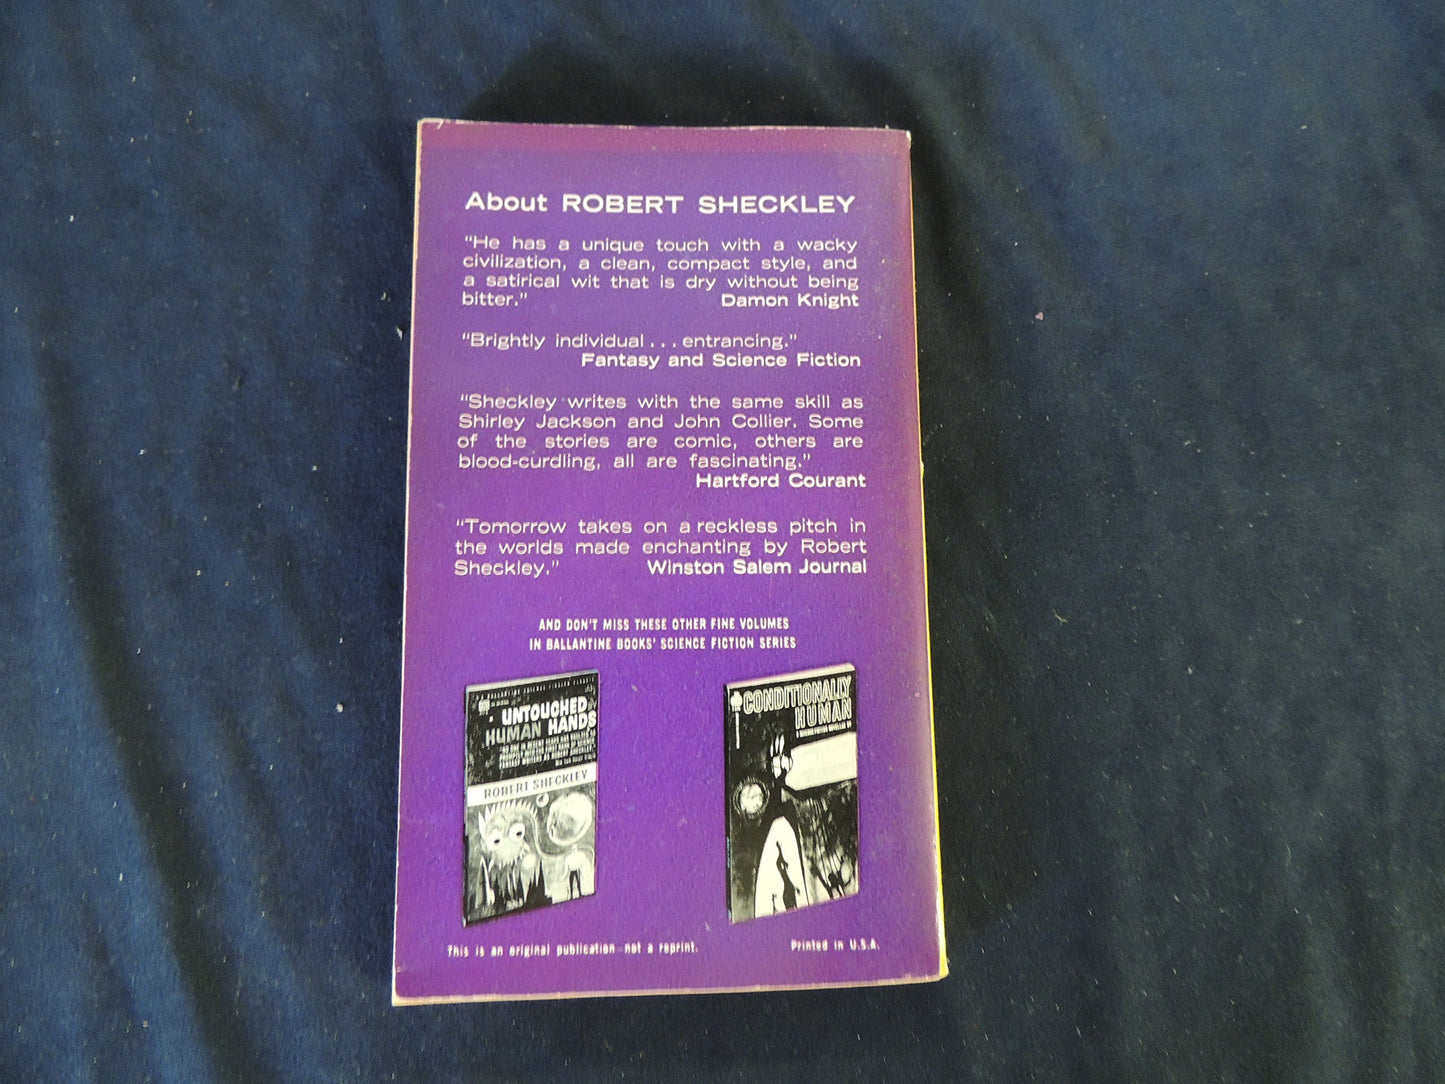 About ROBERT SHECKLEY
"He has a unique touch with a wacky
civilization, a clean, compact style, and
a satirical wit that is dry without being
bitter." Damon Knight
"Brightly individual . . . entrancing."
Fantasy and Science Fiction
"Sheckley writes with the same skill as
Shirley Jackson and John Collier. Some
of the stories are comic, others are
blood-curdling, all are fascinating."
Hartford Courant
"Tomorrow takes on a reckless pitch in
the worlds made enchanting by Robert
Sheckley." Winston Salem Journal
AND DON'T MISS THESE OTHER FINE VOLUMES
IN BALLANTINE BOOKS' SCIENCE FICTION SERIES
UNTOUCHED
HUMAN HANDS
ROBERT SHECKLEY
CONDITIONALLY
HUMAN
This is an original publication not a reprint.
Printed in U.S.A.